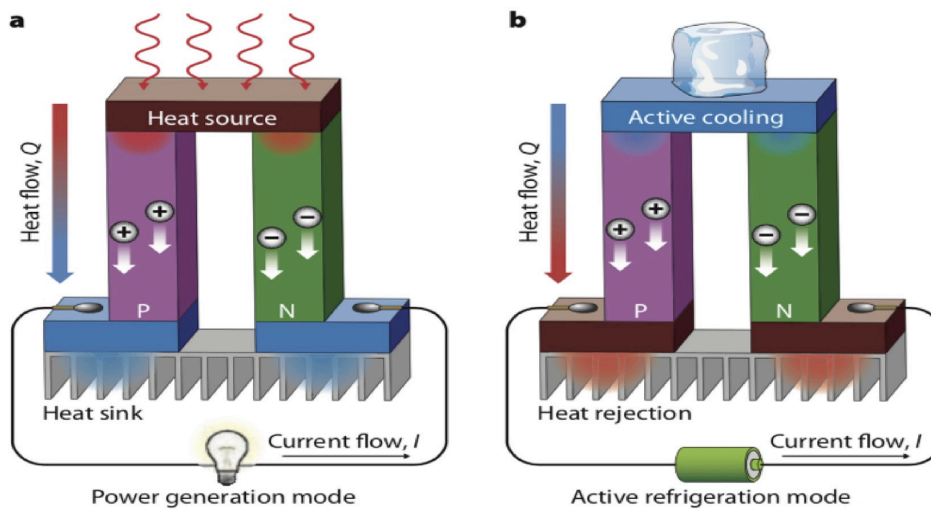 a
Heat source
Heat flow, Q
+
+
−
−
P
N
Heat sink
Current flow, I
Power generation mode
b
Active cooling
Heat flow, Q
+
+
−
−
P
N
Heat rejection
Current flow, I
Active refrigeration mode